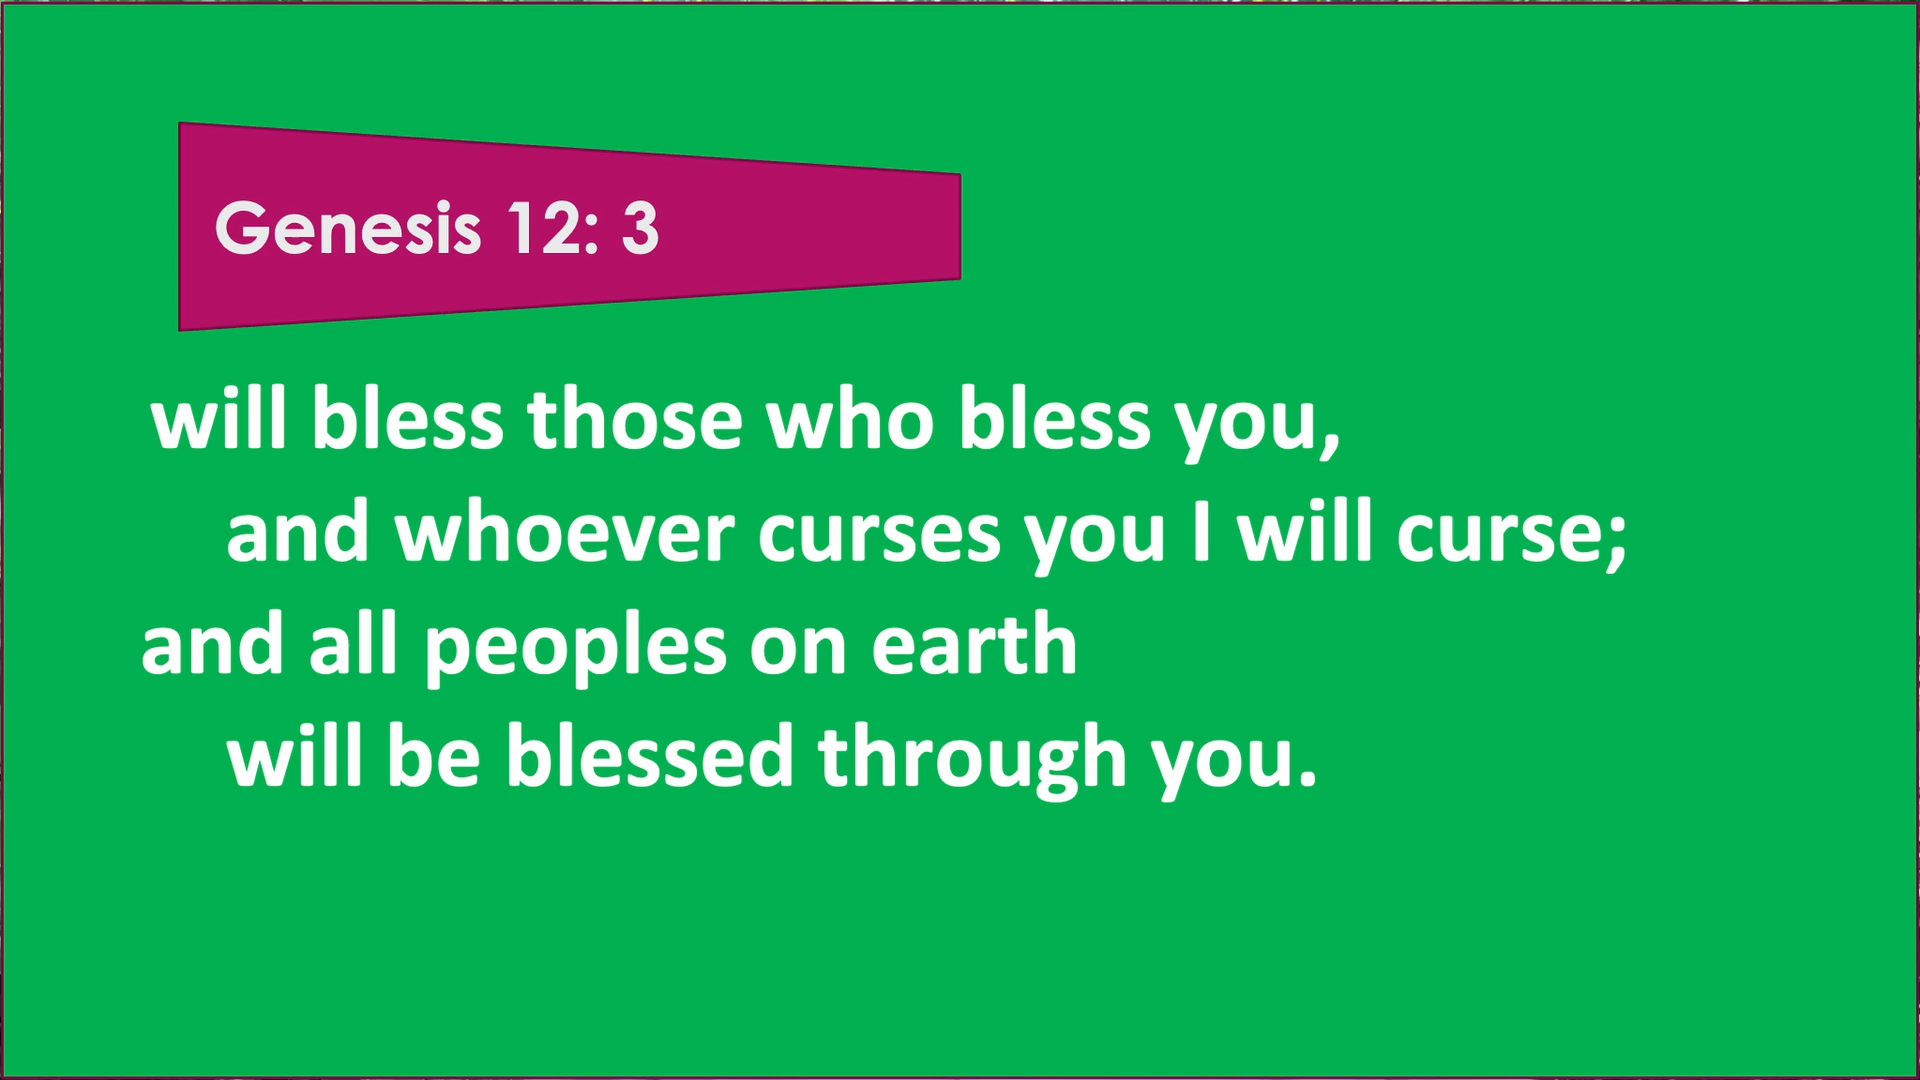 Genesis 12: 3
will bless those who bless you,
and whoever curses you I will curse;
and all peoples on earth
will be blessed through you.